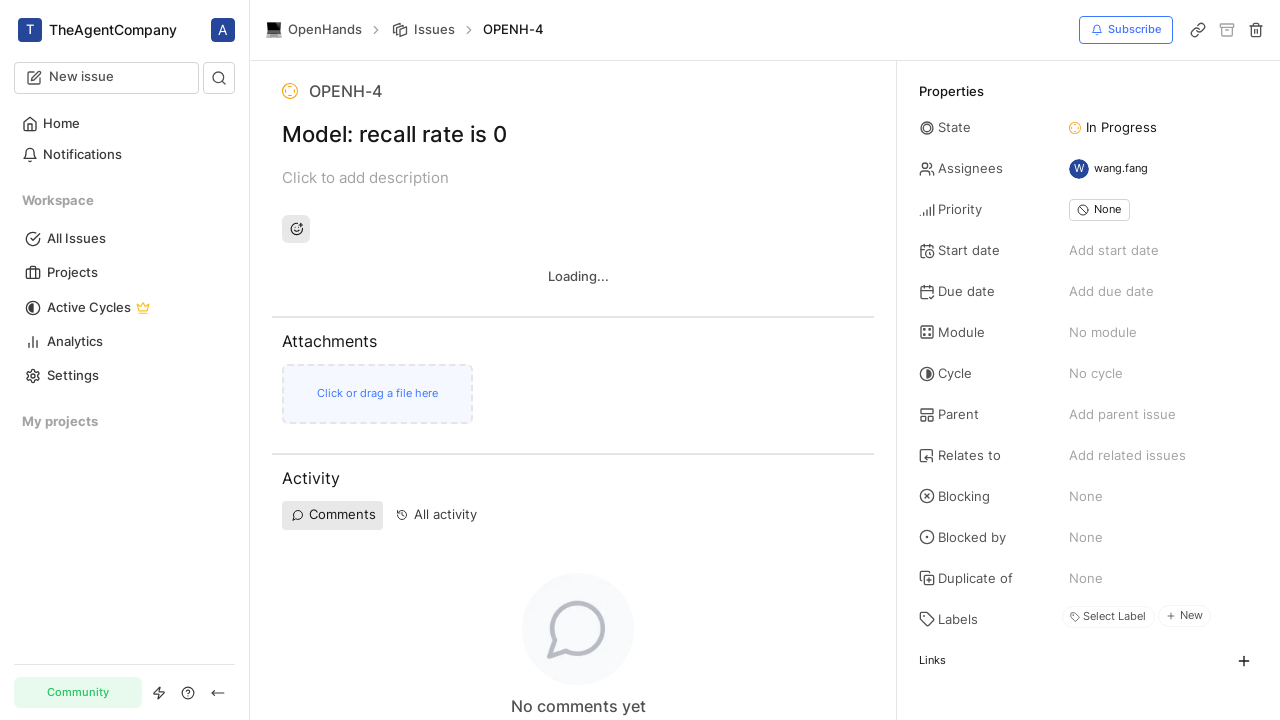 T TheAgentCompany A
New issue
Home
Notifications
Workspace
All Issues
Projects
Active Cycles
Analytics
Settings
My projects
Community
OpenHands Issues OPENH-4
Subscribe
OPENH-4
Model: recall rate is 0
Click to add description
Loading...
Attachments
Click or drag a file here
Activity
Comments All activity
No comments yet
Properties
State In Progress
Assignees W wang.fang
Priority None
Start date Add start date
Due date Add due date
Module No module
Cycle No cycle
Parent Add parent issue
Relates to Add related issues
Blocking None
Blocked by None
Duplicate of None
Labels Select Label + New
Links +